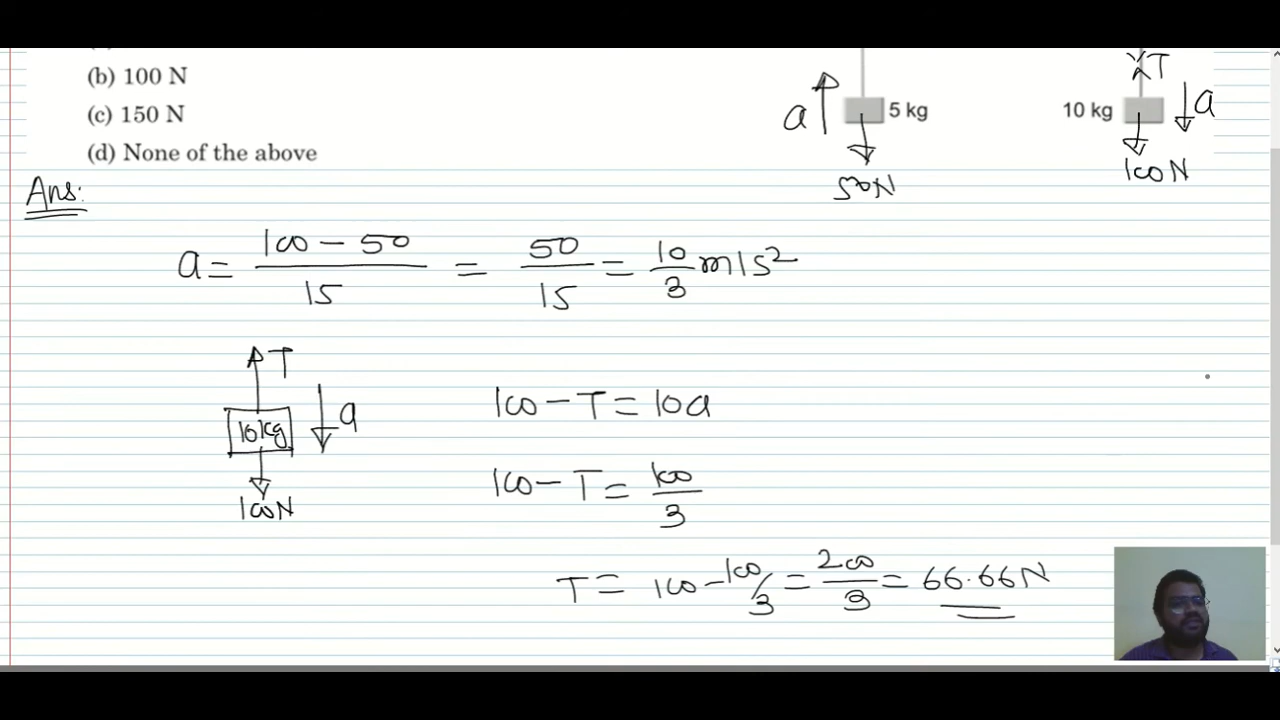 (b) 100 N
(c) 150 N
(d) None of the above
a
5 kg
50N
T
10 kg
a
100N
Ans:
a = 100 - 50 / 15 = 50 / 15 = 10 / 3 m/s²
T
10kg
a
100N
100 - T = 10a
100 - T = 100 / 3
T = 100 - 100/3 = 200 / 3 = 66.66N